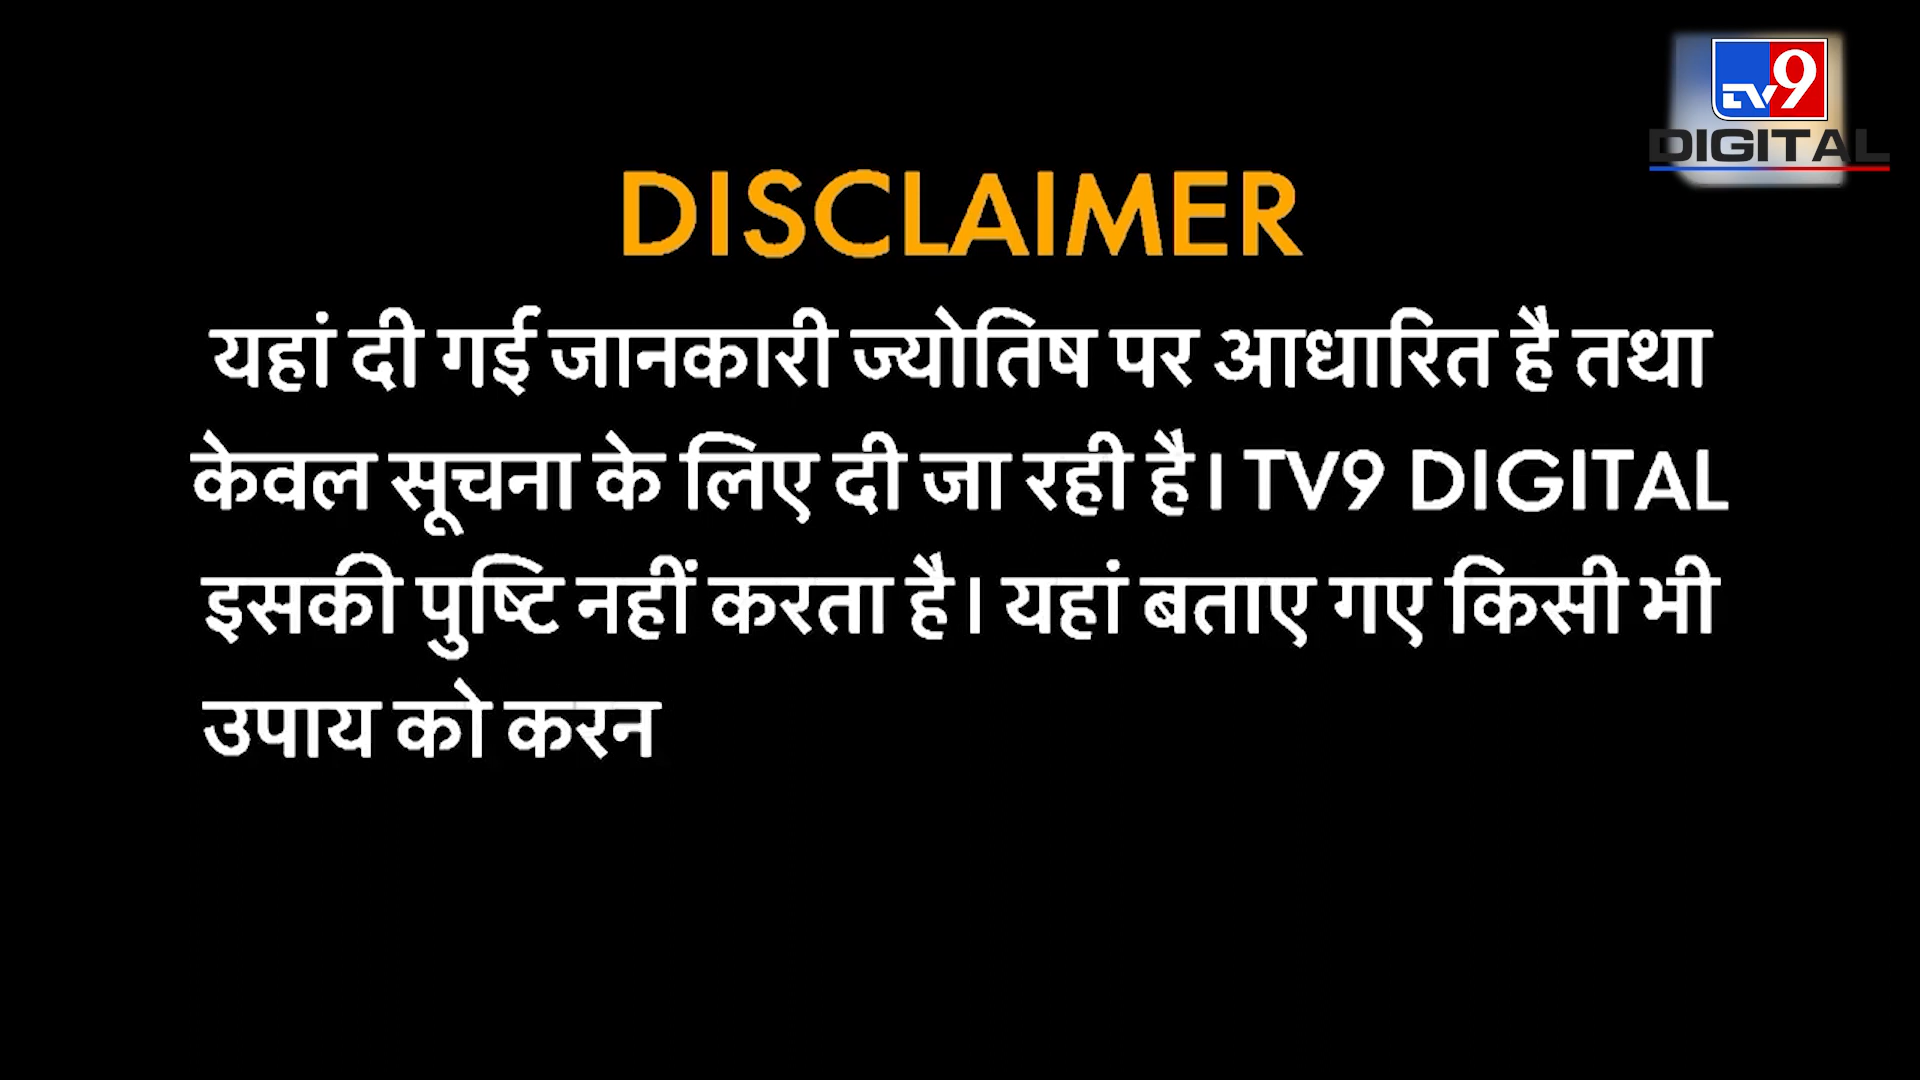 TV9
DIGITAL
DISCLAIMER
यहां दी गई जानकारी ज्योतिष पर आधारित है तथा
केवल सूचना के लिए दी जा रही है। TV9 DIGITAL
इसकी पुष्टि नहीं करता है। यहां बताए गए किसी भी
उपाय को करन